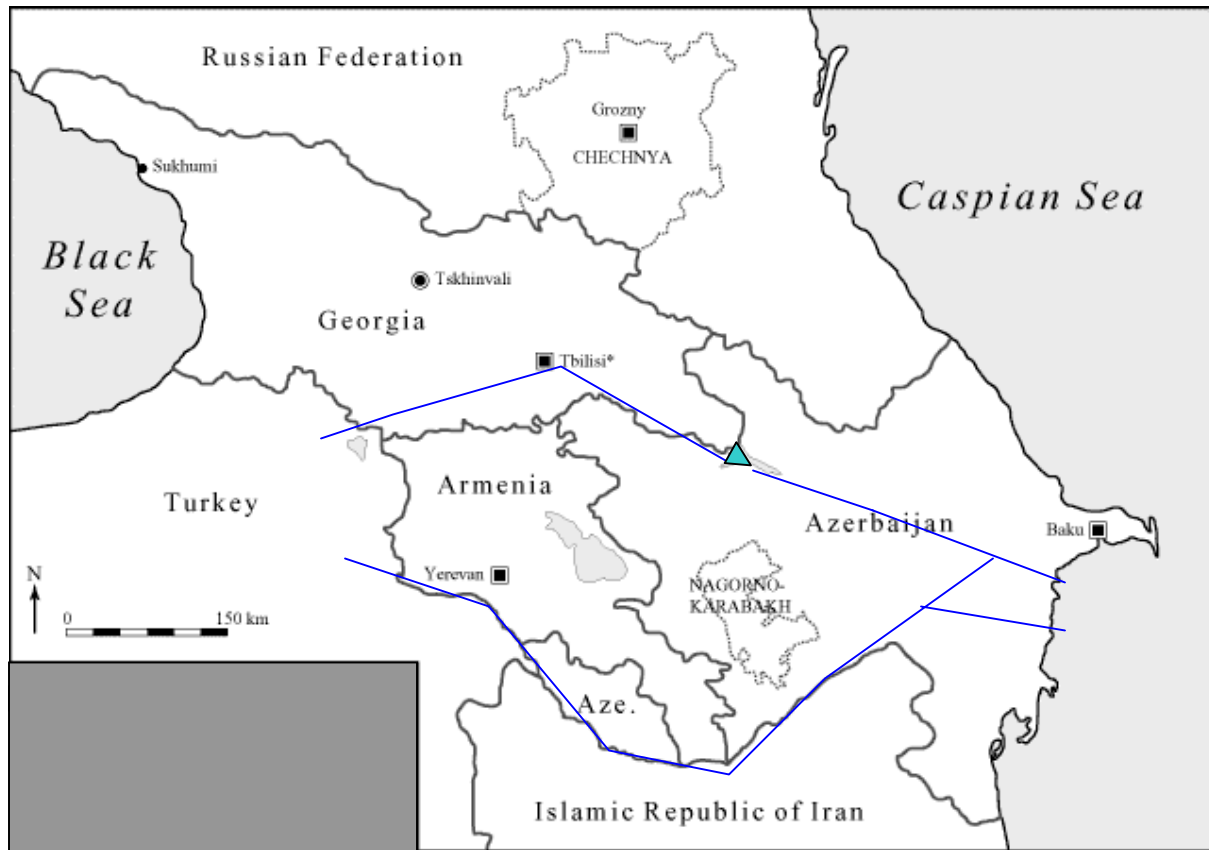 Russian Federation
Grozny
CHECHNYA
Sukhumi
Caspian Sea
Black
Sea
Tskhinvali
Georgia
Tbilisi*
Turkey
Armenia
Azerbaijan
Baku
Yerevan
NAGORNO-
KARABAKH
N
0 150 km
Aze.
Islamic Republic of Iran